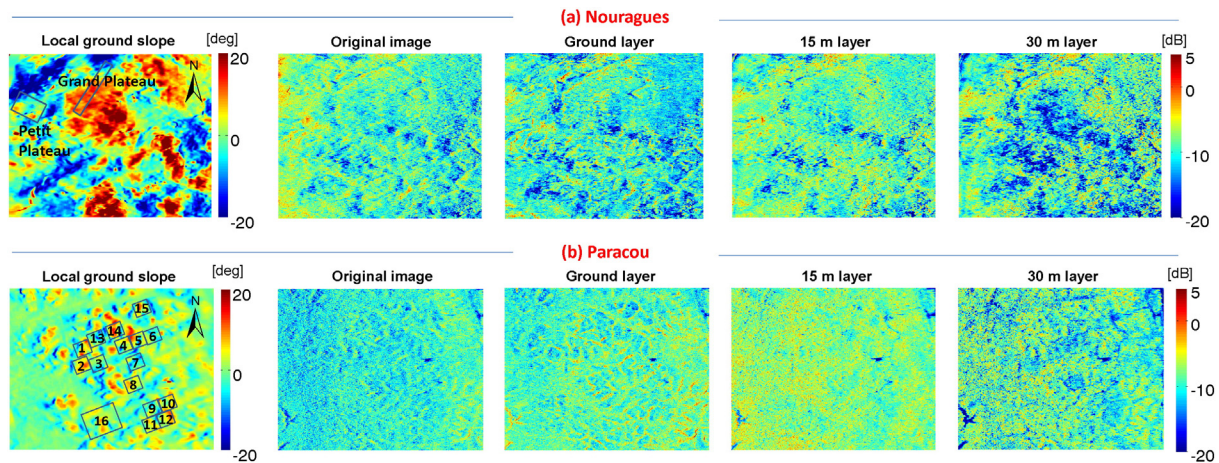 (a) Nouragues
Local ground slope [deg] Original image Ground layer 15 m layer 30 m layer [dB]
20 5
Grand Plateau N 0
0 -5
Petit -10
Plateau
-20 -20
(b) Paracou
Local ground slope [deg] Original image Ground layer 15 m layer 30 m layer [dB]
20 5
15 N
14 0
13 5 6
1 4
2 3 7 0 -5
8
-10
9 10
16 11 12
-20 -20